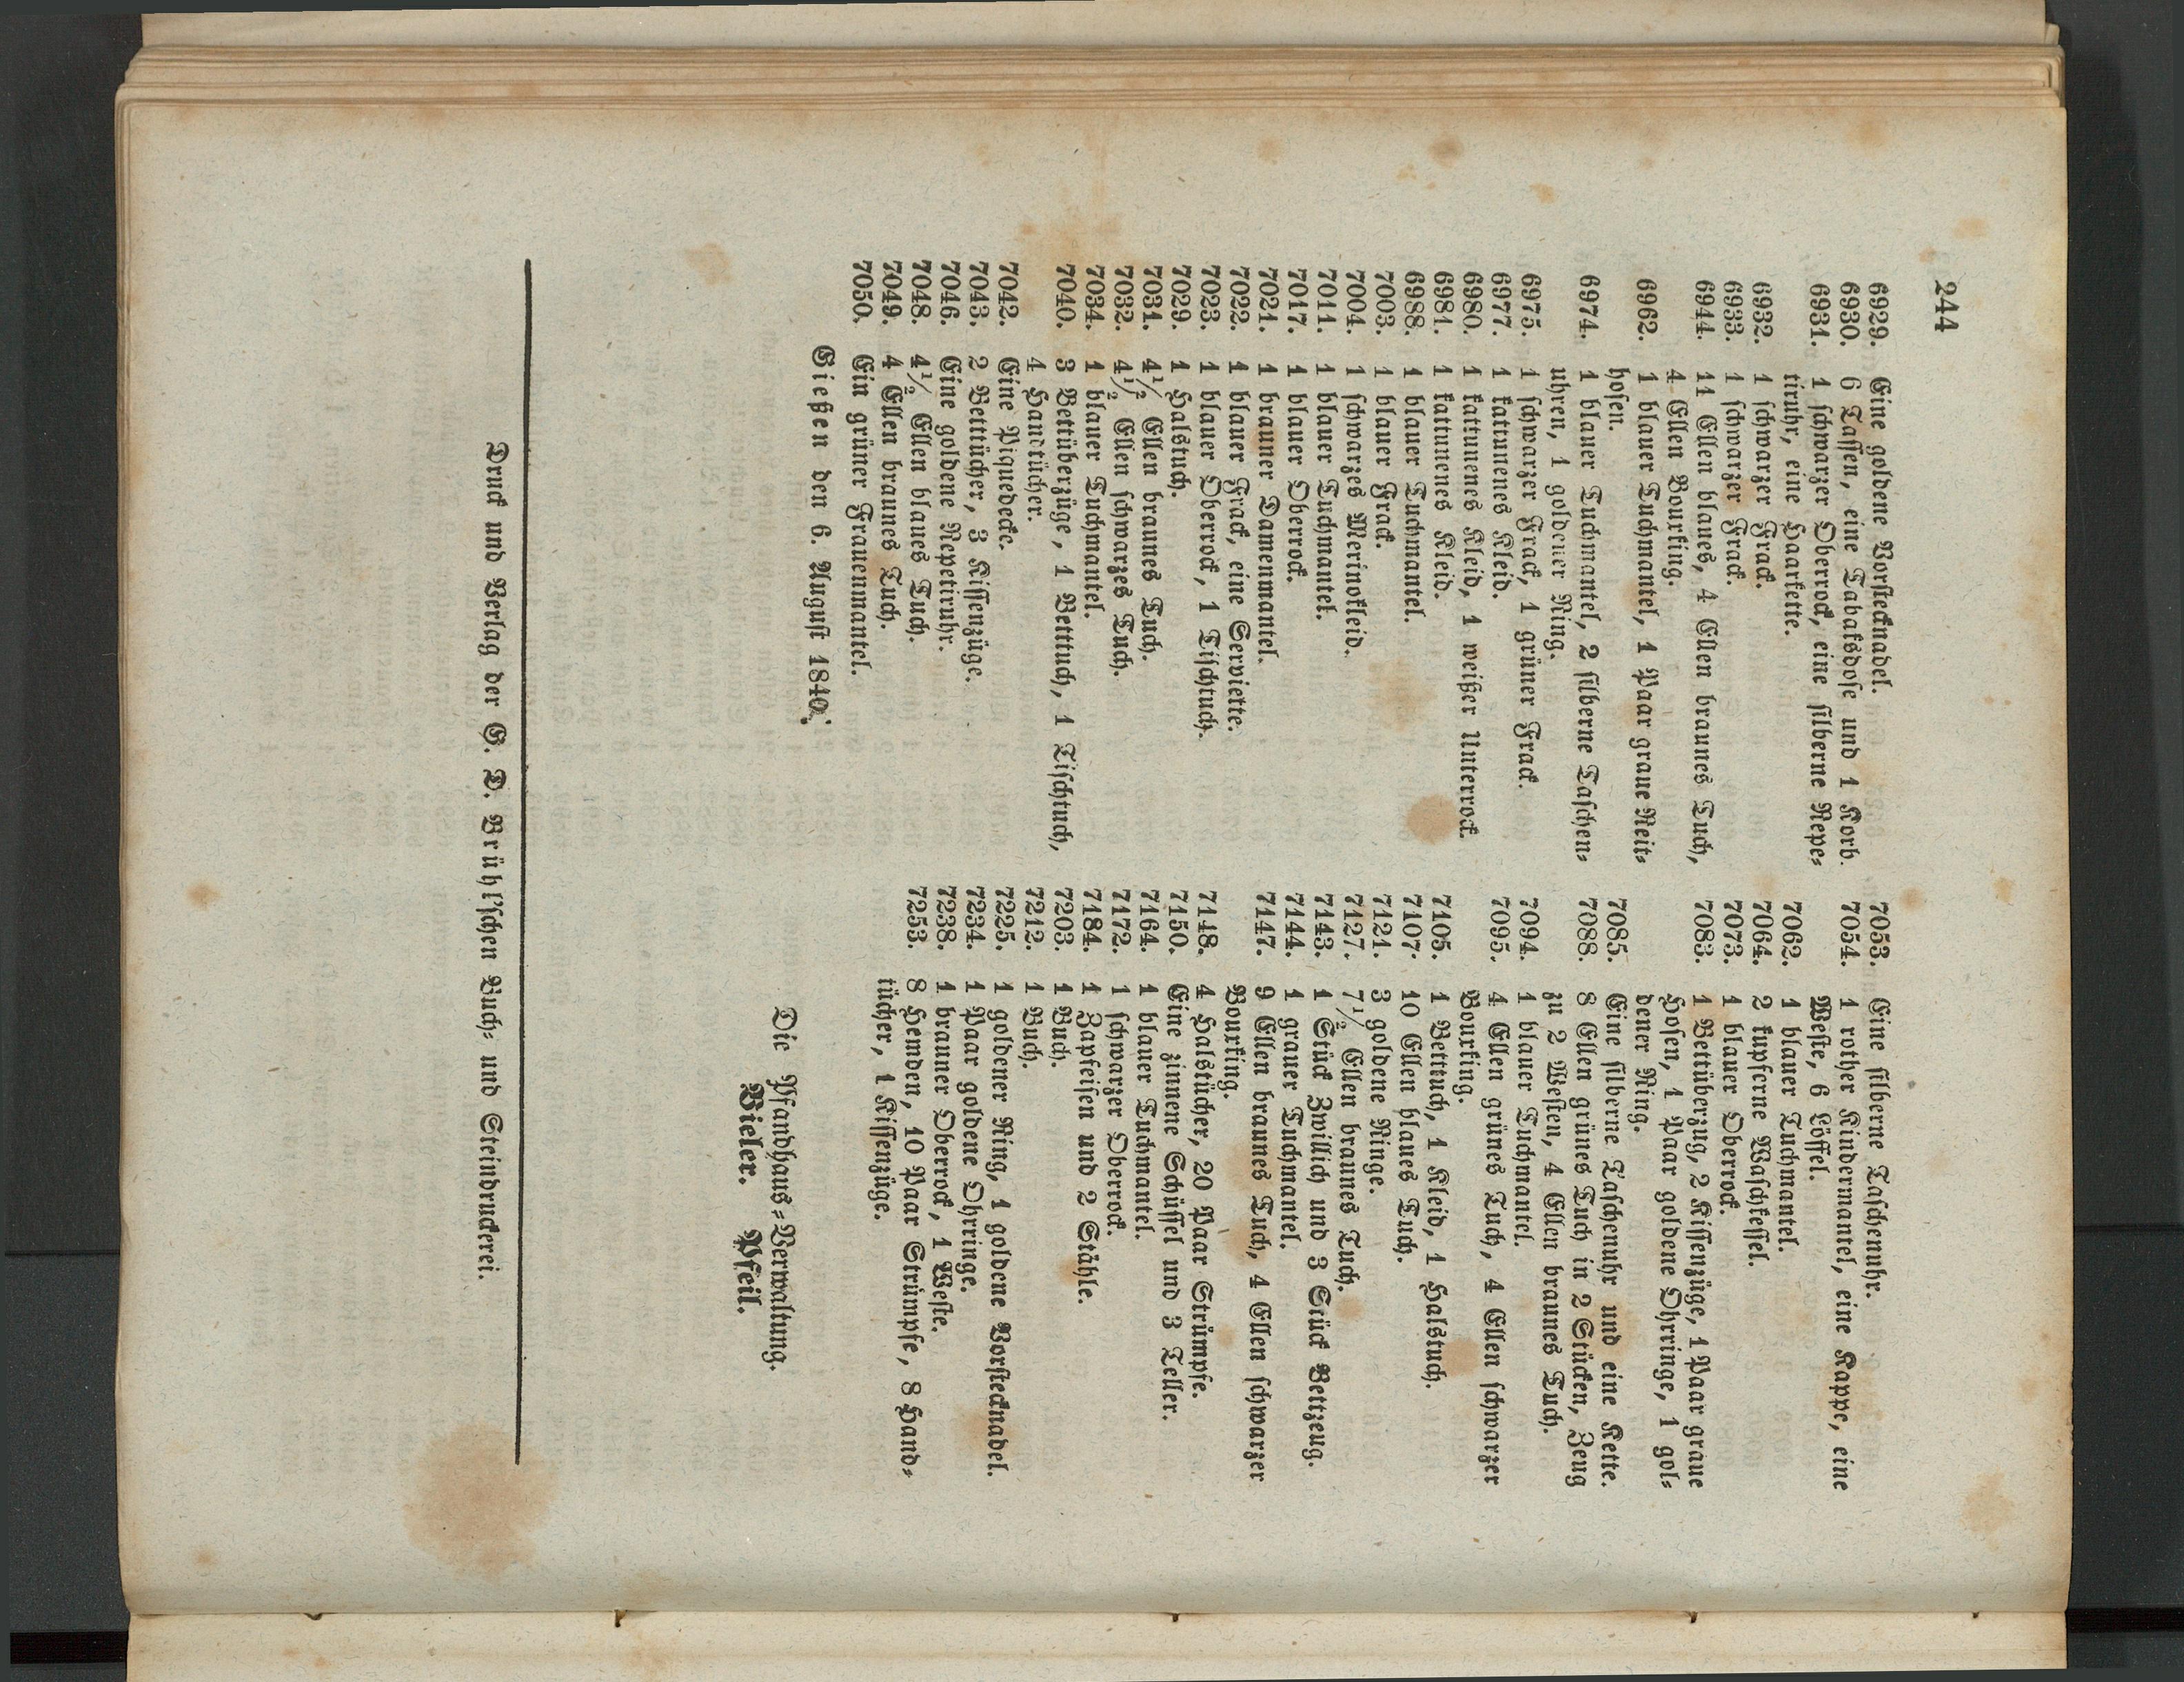 244
6929. Eine goldene Vorſtecknadel.
6930. 6 Taſſen, eine Tabaksdoſe und 1 Korb.
6931. 1 ſchwarzer Oberrock, eine ſilberne Repe-
tiruhr, eine Haarkette.
6932. 1 ſchwarzer Frack.
6933. 1 ſchwarzer Frack.
6944. 11 Ellen blaues, 4 Ellen braunes Tuch,
4 Ellen Bourking.
6962. 1 blauer Tuchmantel, 1 Paar graue Reit-
hoſen.
6974. 1 blauer Tuchmantel, 2 ſilberne Taſchen-
uhren, 1 goldener Ring.
6975. 1 ſchwarzer Frack, 1 grüner Frack.
6977. 1 kattunenes Kleid.
6980. 1 kattunenes Kleid, 1 weißer Unterrock.
6981. 1 kattunenes Kleid.
6988. 1 blauer Tuchmantel.
7003. 1 blauer Frack.
7004. 1 ſchwarzes Merinokleid.
7011. 1 blauer Tuchmantel.
7017. 1 blauer Oberrock.
7021. 1 brauner Damenmantel.
7022. 1 blauer Frack, eine Serviette.
7023. 1 blauer Oberrock, 1 Tiſchtuch.
7029. 1 Halstuch.
7031. 4½ Ellen braunes Tuch.
7032. 4½ Ellen ſchwarzes Tuch.
7034. 1 blauer Tuchmantel.
7040. 3 Bettüberzüge, 1 Betttuch, 1 Tiſchtuch,
4 Handtücher.
7042. Eine Piquedecke.
7043. 2 Betttücher, 3 Kiſſenzüge.
7046. Eine goldene Repetiruhr.
7048. 4½ Ellen blaues Tuch.
7049. 4 Ellen braunes Tuch.
7050. Ein grüner Frauenmantel.
Gießen den 6. Auguſt 1840.
7053. Eine ſilberne Taſchenuhr.
7054. 1 rother Kindermantel, eine Kappe, eine
Weſte, 6 Löffel.
7062. 1 blauer Tuchmantel.
7064. 2 kupferne Waſchkeſſel.
7073. 1 blauer Oberrock.
7083. 1 Bettüberzug, 2 Kiſſenzüge, 1 Paar graue
Hoſen, 1 Paar goldene Ohrringe, 1 gol-
dener Ring.
7085. Eine ſilberne Taſchenuhr und eine Kette.
7088. 8 Ellen grünes Tuch in 2 Stücken, Zeug
zu 2 Weſten, 4 Ellen braunes Tuch.
7094. 1 blauer Tuchmantel.
7095. 4 Ellen grünes Tuch, 4 Ellen ſchwarzer
Bourking.
7105. 1 Bettuch, 1 Kleid, 1 Halstuch.
7107. 10 Ellen blaues Tuch.
7121. 3 goldene Ringe.
7127. 7½ Ellen braunes Tuch.
7143. 1 Stück Zwillich und 3 Stück Bettzeug.
7144. 1 grauer Tuchmantel.
7147. 9 Ellen braunes Tuch, 4 Ellen ſchwarzer
Bourking.
7148. 4 Halstücher, 20 Paar Strümpfe.
7150. Eine zinnene Schüſſel und 3 Teller.
7164. 1 blauer Tuchmantel.
7172. 1 ſchwarzer Oberrock.
7184. 1 Zapfeiſen und 2 Stähle.
7203. 1 Buch.
7212. 1 Buch.
7225. 1 goldener Ring, 1 goldene Vorſtecknadel.
7234. 1 Paar goldene Ohrringe.
7238. 1 brauner Oberrock, 1 Weſte.
7253. 8 Hemden, 10 Paar Strümpfe, 8 Hand-
tücher, 1 Kiſſenzüge.
Die Pfandhaus-Verwaltung.
Bieler. Pfeil.
Druck und Verlag der G. D. Brühl'ſchen Buch- und Steindruckerei.